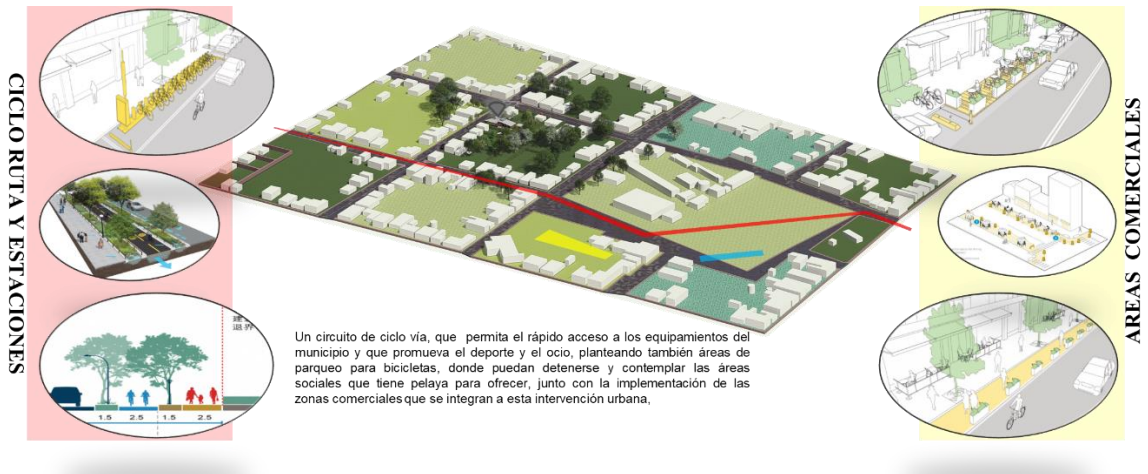 CICLO RUTA Y ESTACIONES
AREAS COMERCIALES
退界
1.5 2.5 1.5 2.5
Un circuito de ciclo vía, que permita el rápido acceso a los equipamientos del
municipio y que promueva el deporte y el ocio, planteando también áreas de
parqueo para bicicletas, donde puedan detenerse y contemplar las áreas
sociales que tiene pelaya para ofrecer, junto con la implementación de las
zonas comerciales que se integran a esta intervención urbana,